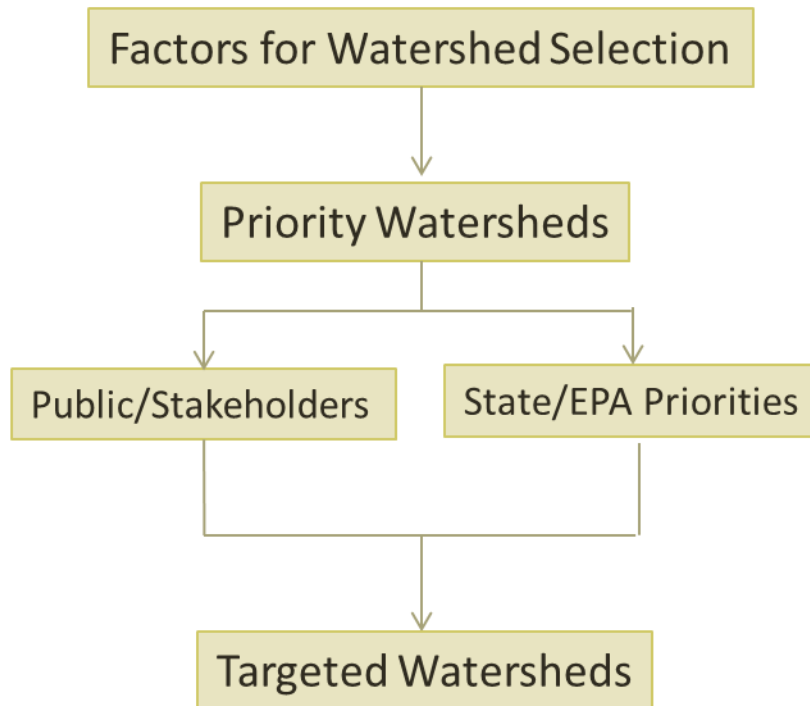 Factors for Watershed Selection
Priority Watersheds
Public/Stakeholders
State/EPA Priorities
Targeted Watersheds